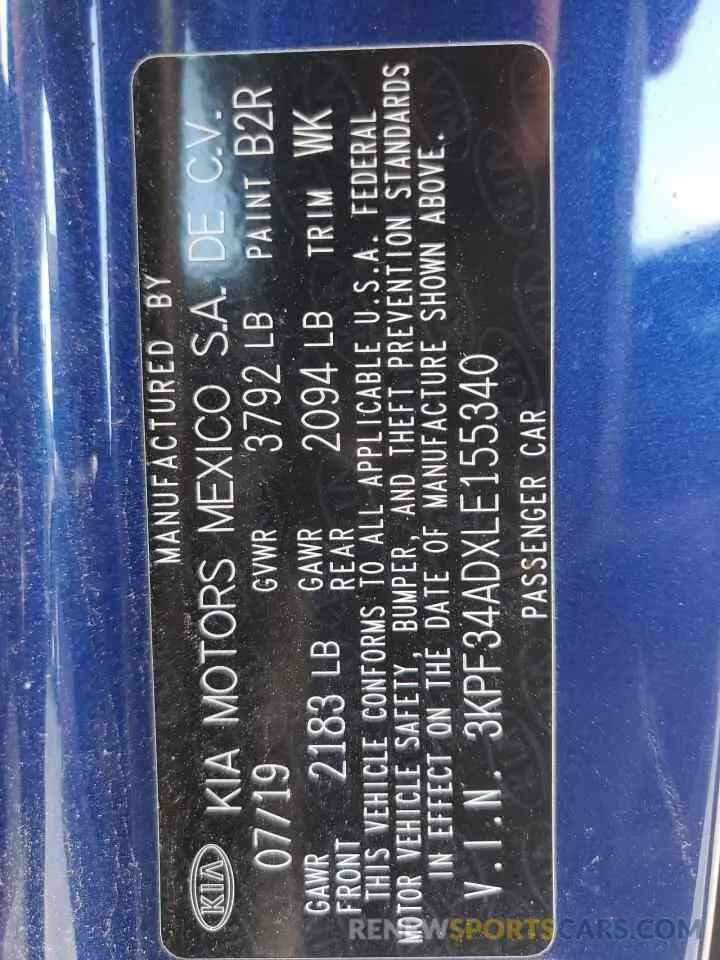 MANUFACTURED BY
KIA KIA MOTORS MEXICO S.A. DE C.V.
07/19 GVWR 3792 LB PAINT B2R
GAWR FRONT 2183 LB GAWR REAR 2094 LB TRIM WK
THIS VEHICLE CONFORMS TO ALL APPLICABLE U.S.A. FEDERAL
MOTOR VEHICLE SAFETY, BUMPER, AND THEFT PREVENTION STANDARDS
IN EFFECT ON THE DATE OF MANUFACTURE SHOWN ABOVE.
V.I.N. 3KPF34ADXLE155340
PASSENGER CAR
RENEWSPORTSCARS.COM